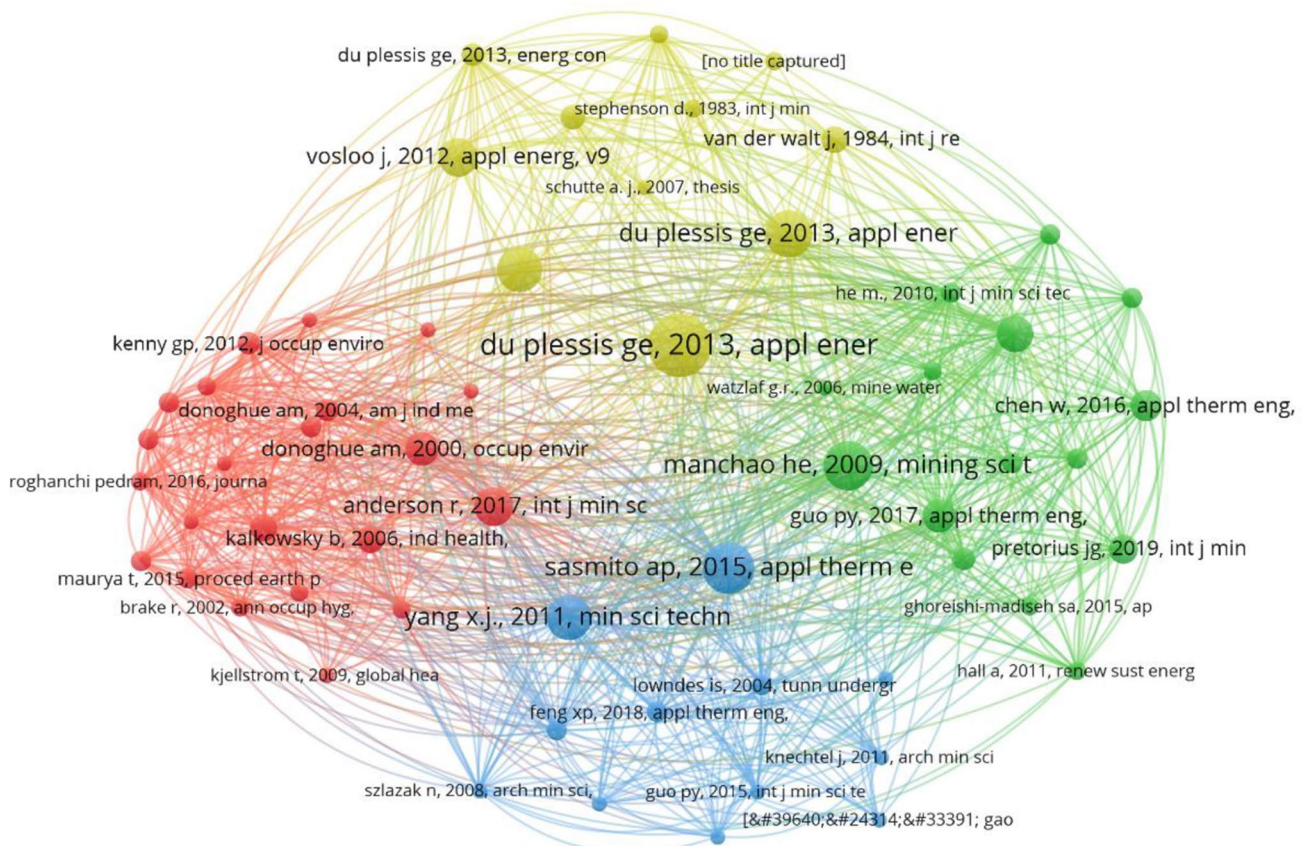 du plessis ge, 2013, energ con
[no title captured]
stephenson d., 1983, int j min
van der walt j, 1984, int j re
vosloo j, 2012, appl energ, v9
schutte a. j., 2007, thesis
du plessis ge, 2013, appl ener
he m., 2010, int j min sci tec
kenny gp, 2012, j occup enviro
du plessis ge, 2013, appl ener
watzlaf g.r., 2006, mine water
chen w, 2016, appl therm eng,
donoghue am, 2004, am j ind me
donoghue am, 2000, occup envir
manchao he, 2009, mining sci t
roghanchi pedram, 2016, journa
anderson r, 2017, int j min sc
guo py, 2017, appl therm eng,
kalkowsky b, 2006, ind health,
pretorius jg, 2019, int j min
sasmito ap, 2015, appl therm e
maurya t, 2015, proced earth p
brake r, 2002, ann occup hyg,
ghoreishi-madiseh sa, 2015, ap
yang x.j., 2011, min sci techn
kjellstrom t, 2009, global hea
hall a, 2011, renew sust energ
lowndes is, 2004, tunn undergr
feng xp, 2018, appl therm eng,
knechtel j, 2011, arch min sci
szlazak n, 2008, arch min sci,
guo py, 2015, int j min sci te
[&#39640;&#24314;&#33391; gao